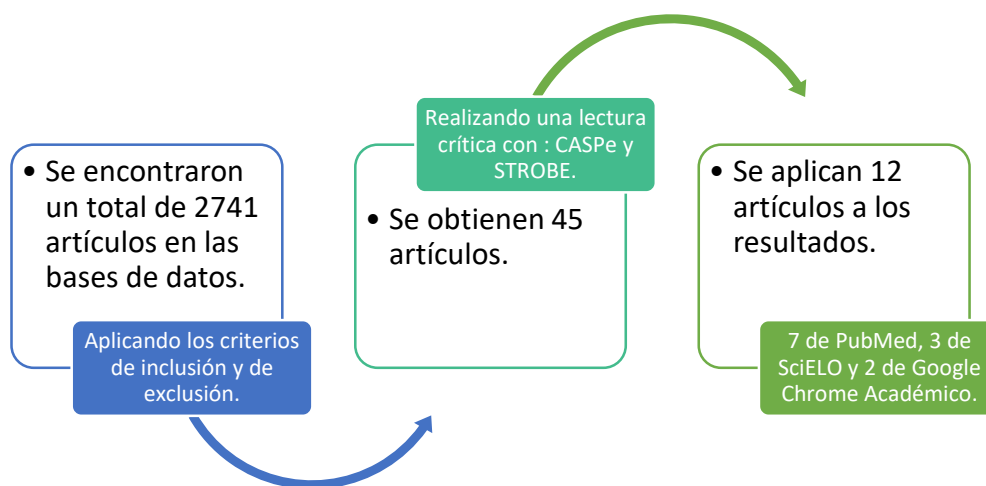 • Se encontraron
un total de 2741
artículos en las
bases de datos.
Aplicando los criterios
de inclusión y de
exclusión.
Realizando una lectura
crítica con : CASPe y
STROBE.
• Se obtienen 45
artículos.
• Se aplican 12
artículos a los
resultados.
7 de PubMed, 3 de
SciELO y 2 de Google
Chrome Académico.